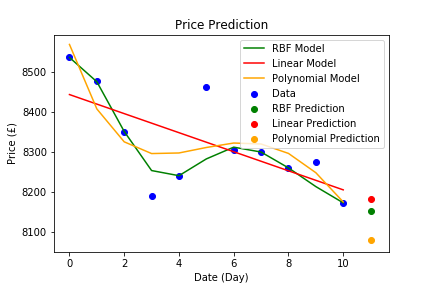 Price Prediction
RBF Model
Linear Model
Polynomial Model
Data
RBF Prediction
Linear Prediction
Polynomial Prediction
Price (£)
8500
8400
8300
8200
8100
0 2 4 6 8 10
Date (Day)